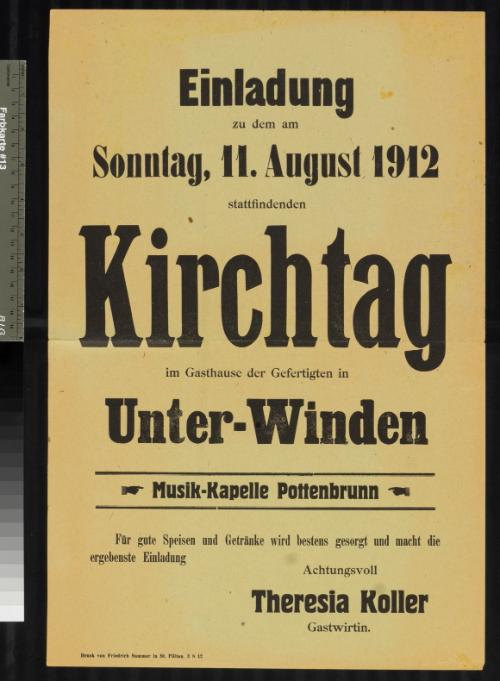 Einladung
zu dem am
Sonntag, 11. August 1912
stattfindenden
Kirchtag
im Gasthause der Gefertigten in
Unter-Winden
Musik-Kapelle Pottenbrunn
Für gute Speisen und Getränke wird bestens gesorgt und macht die
ergebenste Einladung
Achtungsvoll
Theresia Koller
Gastwirtin.
Druck von Friedrich Sommer in St. Pölten.
Farbkarte #13